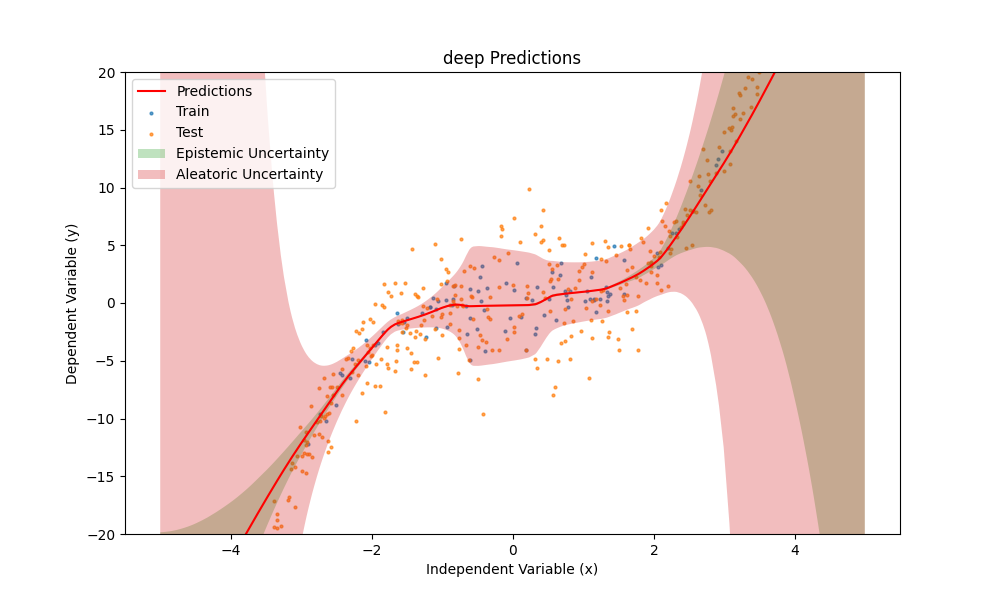 deep Predictions
Predictions
Train
Test
Epistemic Uncertainty
Aleatoric Uncertainty
Dependent Variable (y)
20
15
10
5
0
−5
−10
−15
−20
−4
−2
0
2
4
Independent Variable (x)